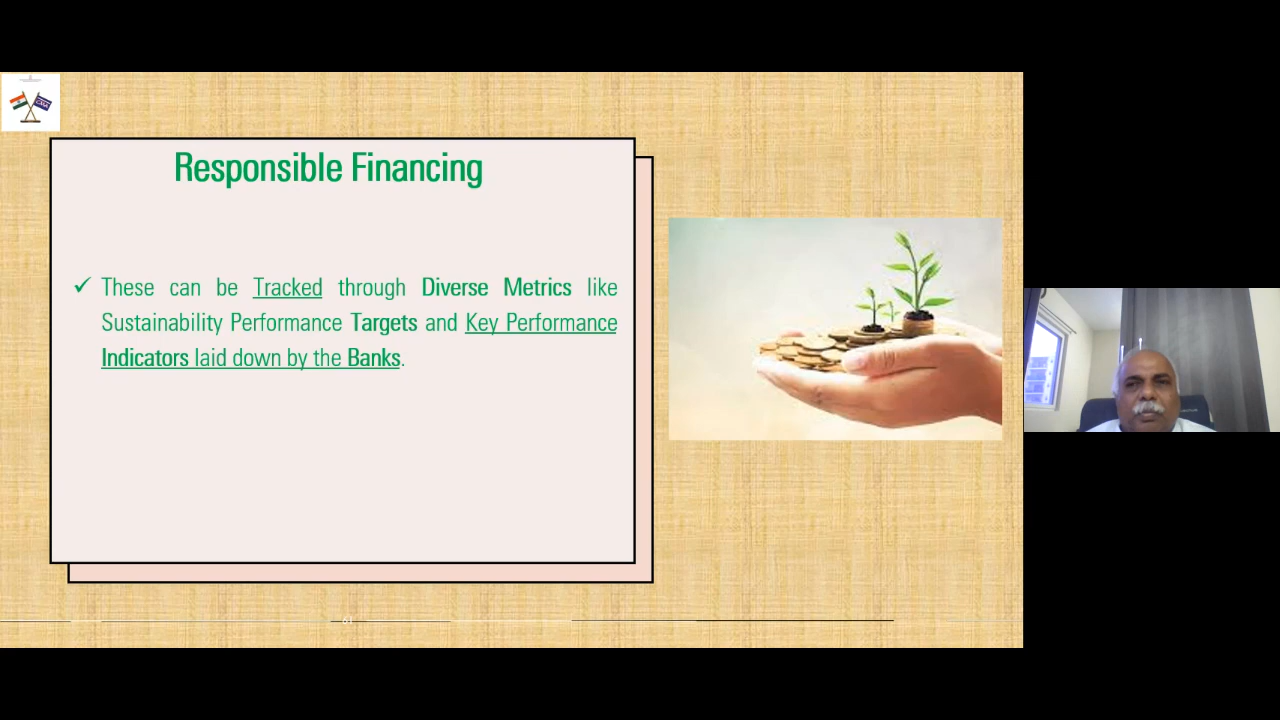 Responsible Financing
✓ These can be Tracked through Diverse Metrics like
Sustainability Performance Targets and Key Performance
Indicators laid down by the Banks.
61